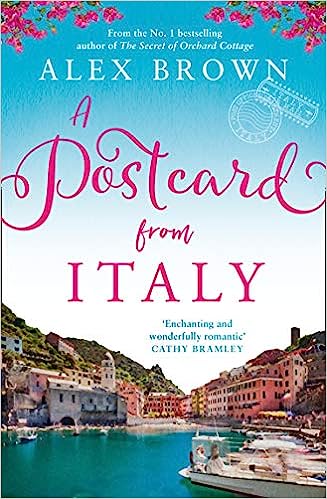 From the No. 1 bestselling
author of The Secret of Orchard Cottage
ALEX BROWN
A
Postcard
from
ITALY
'Enchanting and
wonderfully romantic'
CATHY BRAMLEY